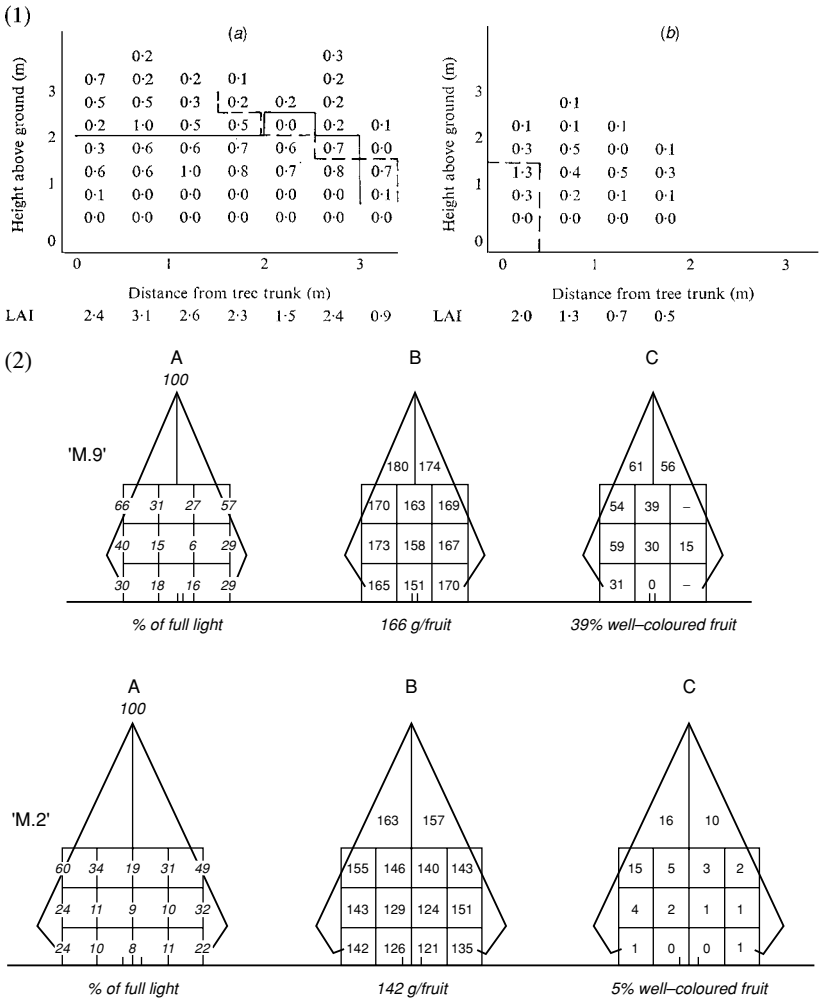 (1)
(a) (b)
Height above ground (m)
0·2 0·3
0·7 0·2 0·2 0·1 0·2
3
0·5 0·5 0·3 0·2 0·2 0·2
0·2 1·0 0·5 0·5 0·0 0·2 0·1
2
0·3 0·6 0·6 0·7 0·6 0·7 0·0
0·6 0·6 1·0 0·8 0·7 0·8 0·7
1
0·1 0·0 0·0 0·0 0·0 0·0 0·1
0·0 0·0 0·0 0·0 0·0 0·0 0·0
0
0 1 2 3
Distance from tree trunk (m)
LAI 2·4 3·1 2·6 2·3 1·5 2·4 0·9
Height above ground (m)
3
0·1
0·1 0·1 0·1
2
0·3 0·5 0·0 0·1
1·3 0·4 0·5 0·3
1
0·3 0·2 0·1 0·1
0·0 0·0 0·0 0·0
0
0 1 2 3
Distance from tree trunk (m)
LAI 2·0 1·3 0·7 0·5
(2)
A B C
100
'M.9'
180 174
61 56
66 31 27 57
170 163 169
54 39 –
40 15 6 29
173 158 167
59 30 15
30 18 16 29
165 151 170
31 0 –
% of full light 166 g/fruit 39% well–coloured fruit
A B C
100
'M.2'
163 157
16 10
60 34 19 31 49
155 146 140 143
15 5 3 2
24 11 9 10 32
143 129 124 151
4 2 1 1
24 10 8 11 22
142 126 121 135
1 0 0 1
% of full light 142 g/fruit 5% well–coloured fruit